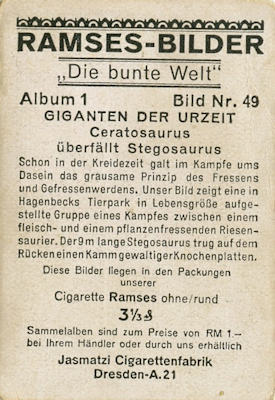 RAMSES-BILDER
„Die bunte Welt"
Album 1 Bild Nr. 49
GIGANTEN DER URZEIT
Ceratosaurus
überfällt Stegosaurus
Schon in der Kreidezeit galt im Kampfe ums
Dasein das grausame Prinzip des Fressens
und Gefressenwerdens. Unser Bild zeigt eine in
Hagenbecks Tierpark in Lebensgröße aufge-
stellte Gruppe eines Kampfes zwischen einem
fleisch- und einem pflanzenfressenden Riesen-
saurier. Der 9 m lange Stegosaurus trug auf dem
Rücken einen Kamm gewaltiger Knochenplatten.
Diese Bilder liegen in den Packungen
unserer
Cigarette Ramses ohne/rund
3⅓ ₰
Sammelalben sind zum Preise von RM 1.–
bei Ihrem Händler oder durch uns erhältlich
Jasmatzi Cigarettenfabrik
Dresden-A.21